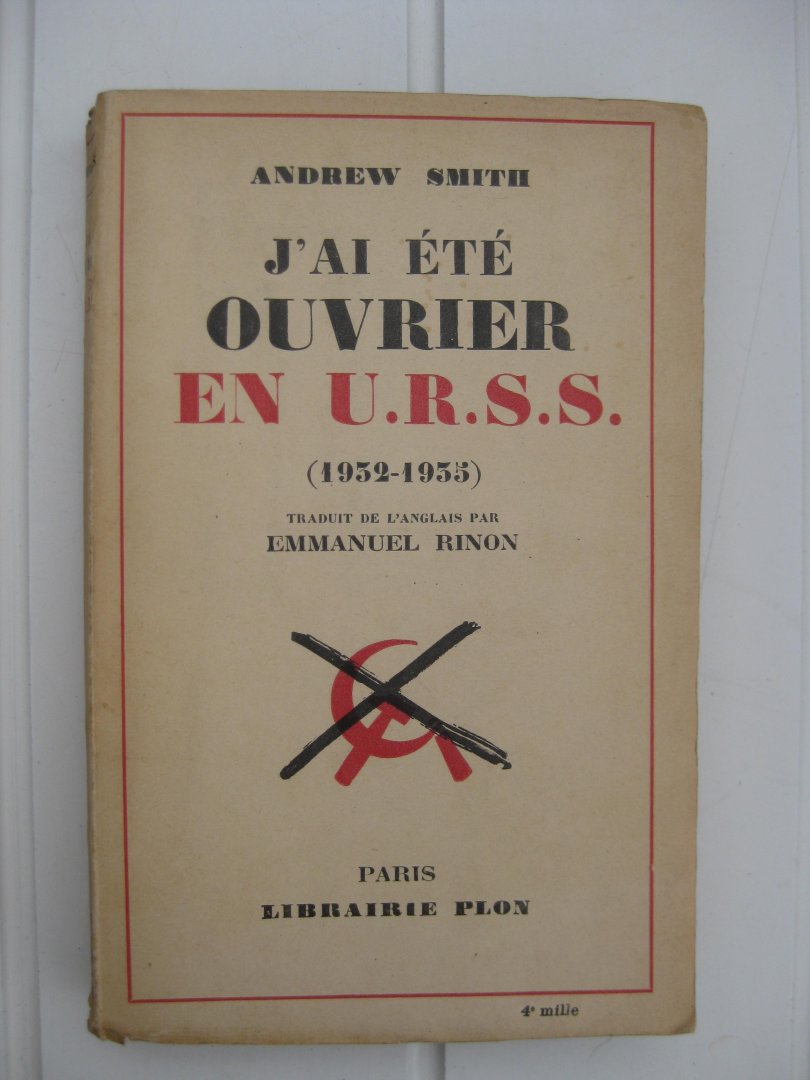 ANDREW SMITH
J'AI ÉTÉ
OUVRIER
EN U.R.S.S.
(1932-1935)
TRADUIT DE L'ANGLAIS PAR
EMMANUEL RINON
PARIS
LIBRAIRIE PLON
4e mille